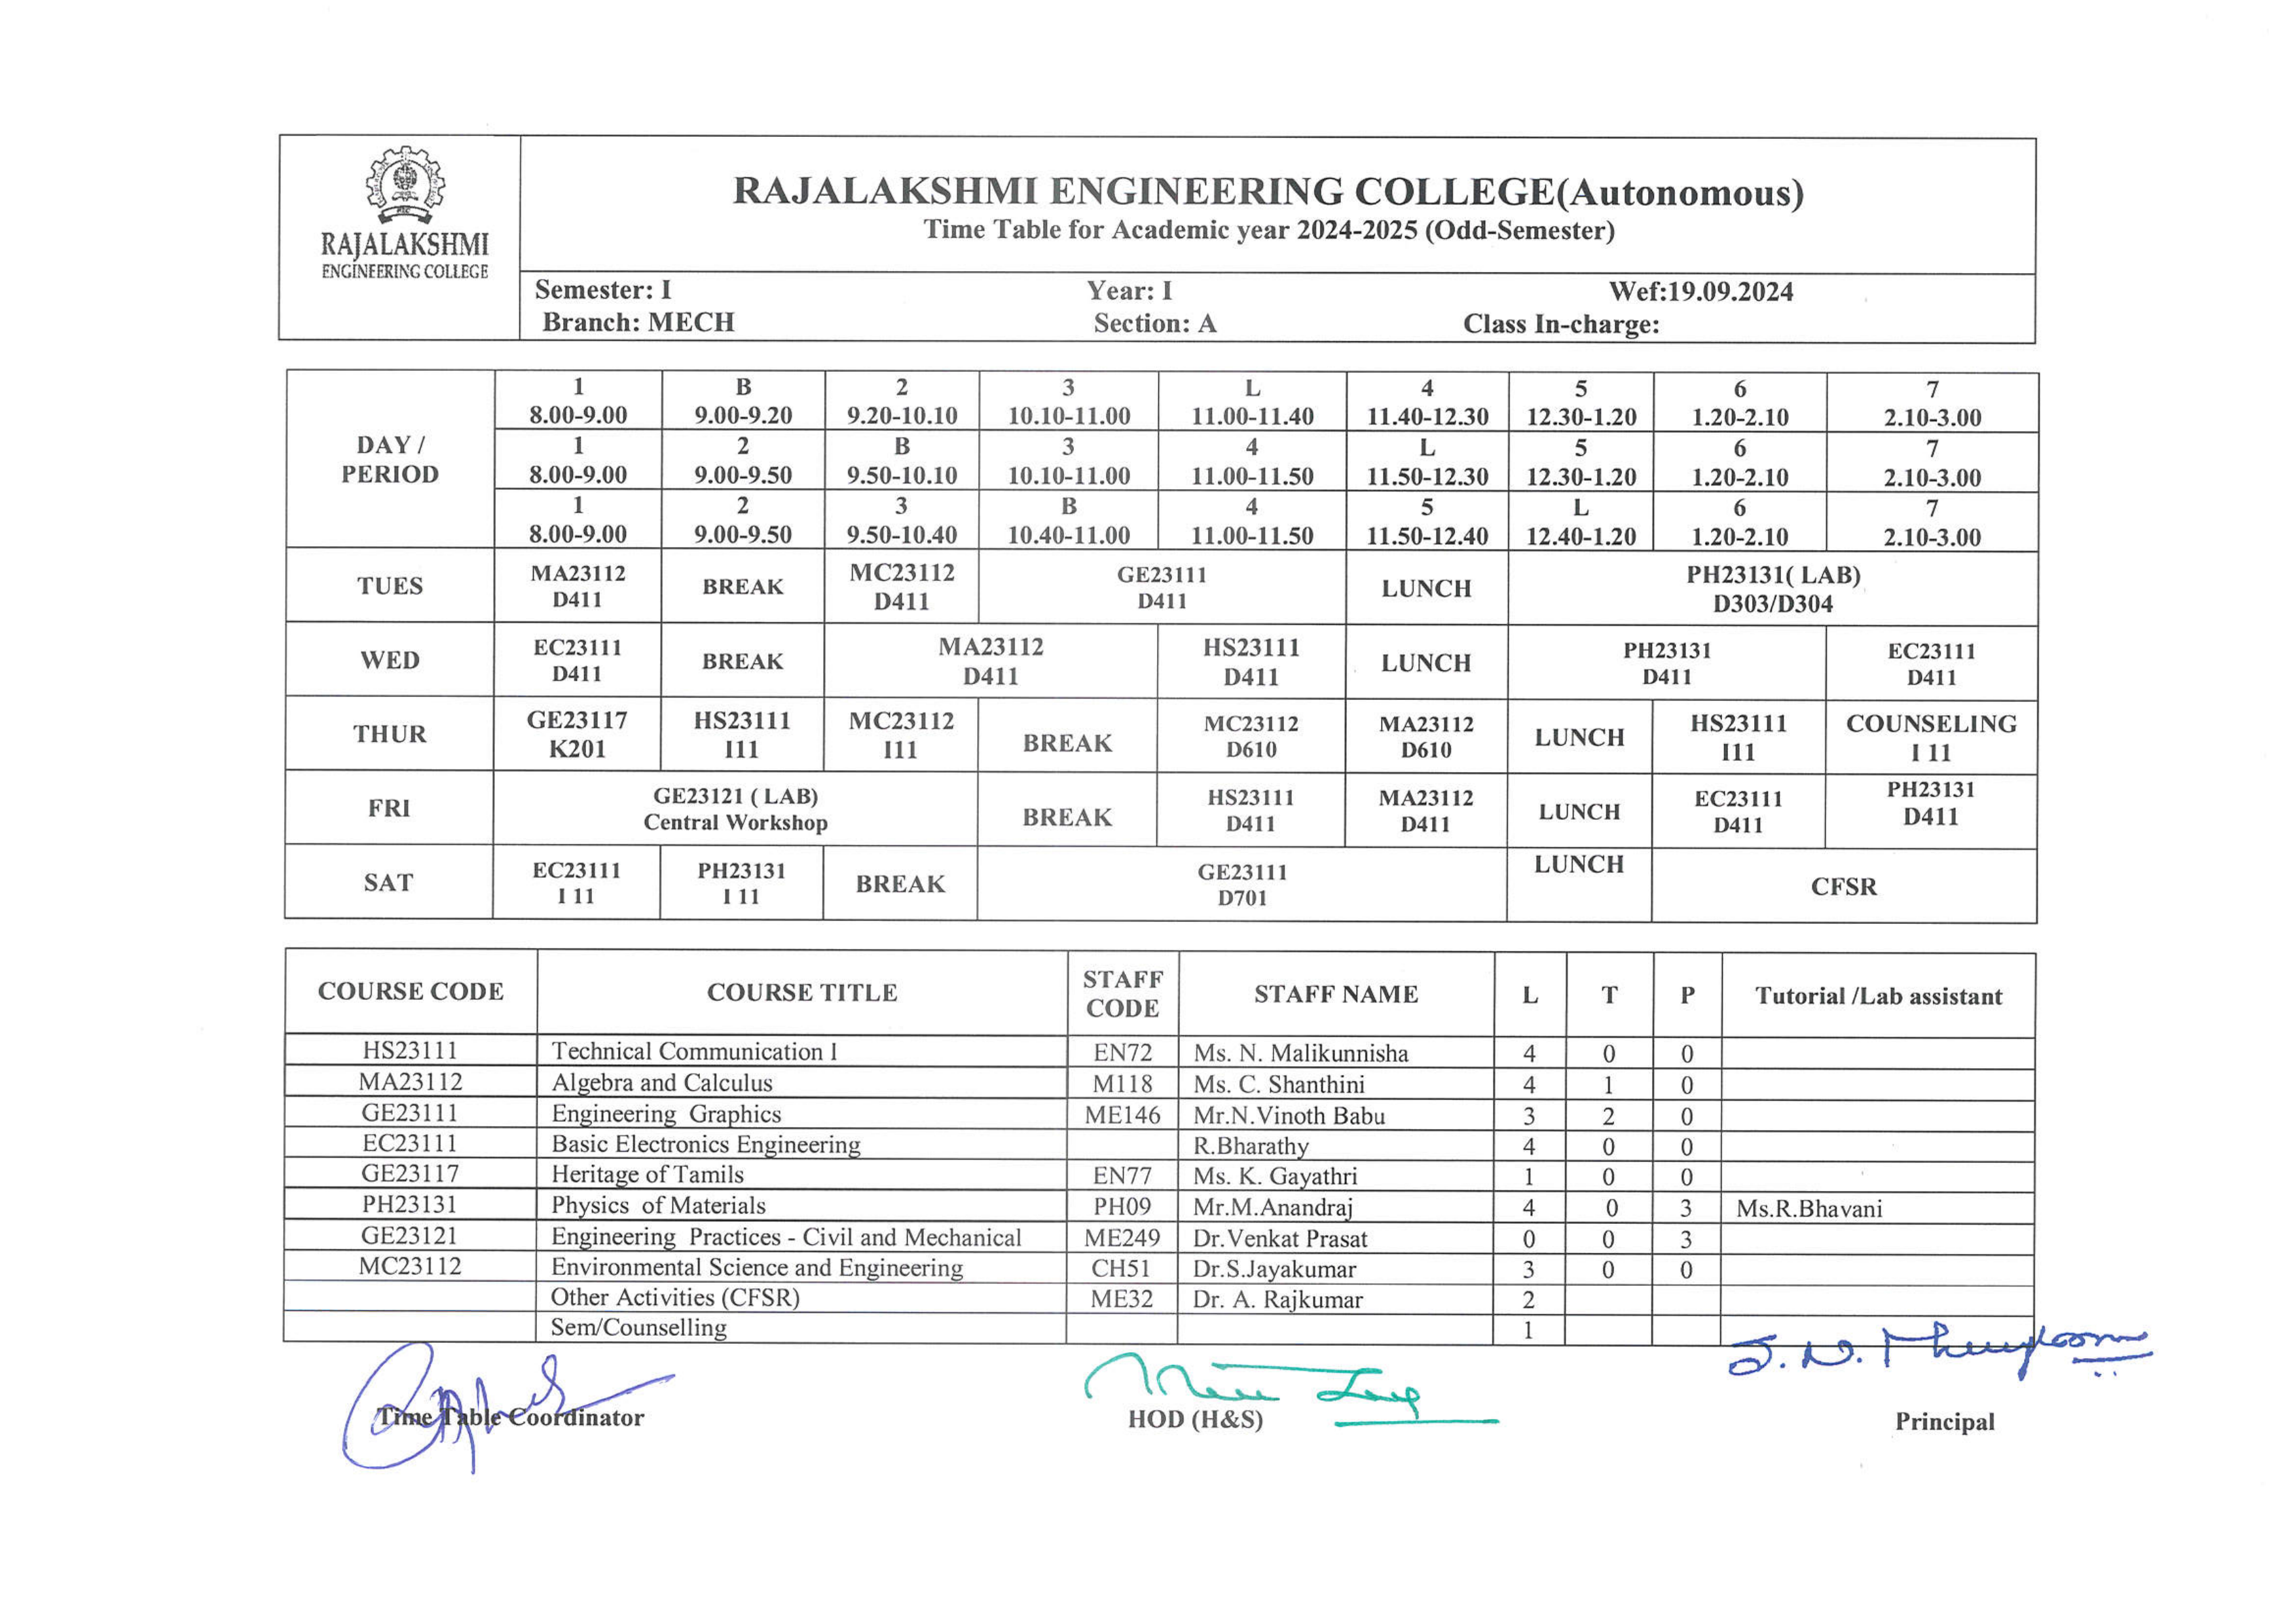 RAJALAKSHMI
ENGINEERING COLLEGE
RAJALAKSHMI ENGINEERING COLLEGE(Autonomous)
Time Table for Academic year 2024-2025 (Odd-Semester)
Semester: I Year: I Wef:19.09.2024
Branch: MECH Section: A Class In-charge:
DAY / PERIOD
1 B 2 3 L 4 5 6 7
8.00-9.00 9.00-9.20 9.20-10.10 10.10-11.00 11.00-11.40 11.40-12.30 12.30-1.20 1.20-2.10 2.10-3.00
1 2 B 3 4 L 5 6 7
8.00-9.00 9.00-9.50 9.50-10.10 10.10-11.00 11.00-11.50 11.50-12.30 12.30-1.20 1.20-2.10 2.10-3.00
1 2 3 B 4 5 L 6 7
8.00-9.00 9.00-9.50 9.50-10.40 10.40-11.00 11.00-11.50 11.50-12.40 12.40-1.20 1.20-2.10 2.10-3.00
TUES MA23112 BREAK MC23112 GE23111 LUNCH PH23131( LAB)
D411 D411 D411 D303/D304
WED EC23111 BREAK MA23112 HS23111 LUNCH PH23131 EC23111
D411 D411 D411 D411 D411
THUR GE23117 HS23111 MC23112 BREAK MC23112 MA23112 LUNCH HS23111 COUNSELING
K201 I11 I11 D610 D610 I11 I 11
FRI GE23121 ( LAB) BREAK HS23111 MA23112 LUNCH EC23111 PH23131
Central Workshop D411 D411 D411 D411
SAT EC23111 PH23131 BREAK GE23111 LUNCH CFSR
I 11 I 11 D701
COURSE CODE COURSE TITLE STAFF CODE STAFF NAME L T P Tutorial /Lab assistant
HS23111 Technical Communication I EN72 Ms. N. Malikunnisha 4 0 0
MA23112 Algebra and Calculus M118 Ms. C. Shanthini 4 1 0
GE23111 Engineering Graphics ME146 Mr.N.Vinoth Babu 3 2 0
EC23111 Basic Electronics Engineering R.Bharathy 4 0 0
GE23117 Heritage of Tamils EN77 Ms. K. Gayathri 1 0 0
PH23131 Physics of Materials PH09 Mr.M.Anandraj 4 0 3 Ms.R.Bhavani
GE23121 Engineering Practices - Civil and Mechanical ME249 Dr.Venkat Prasat 0 0 3
MC23112 Environmental Science and Engineering CH51 Dr.S.Jayakumar 3 0 0
Other Activities (CFSR) ME32 Dr. A. Rajkumar 2
Sem/Counselling 1
Time Table Coordinator HOD (H&S) Principal